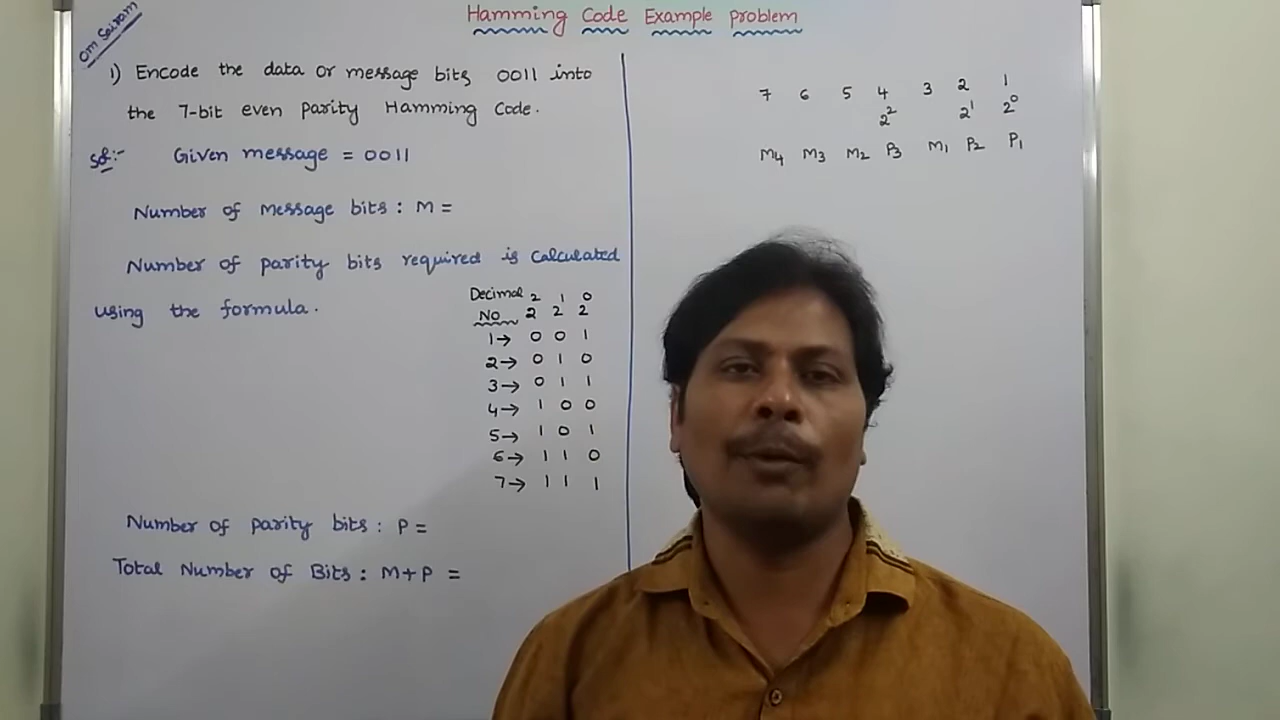 Om Sairam
Hamming Code Example problem
1) Encode the data or message bits 0011 into
the 7-bit even parity Hamming Code.
Sol:- Given message = 0011
Number of message bits : M =
Number of parity bits required is calculated
using the formula.
Decimal 2 1 0
No 2 2 2
1→ 0 0 1
2→ 0 1 0
3→ 0 1 1
4→ 1 0 0
5→ 1 0 1
6→ 1 1 0
7→ 1 1 1
Number of parity bits : P =
Total Number of Bits : M+P =
7 6 5 4 3 2 1
2² 2¹ 2⁰
M₄ M₃ M₂ P₃ M₁ P₂ P₁